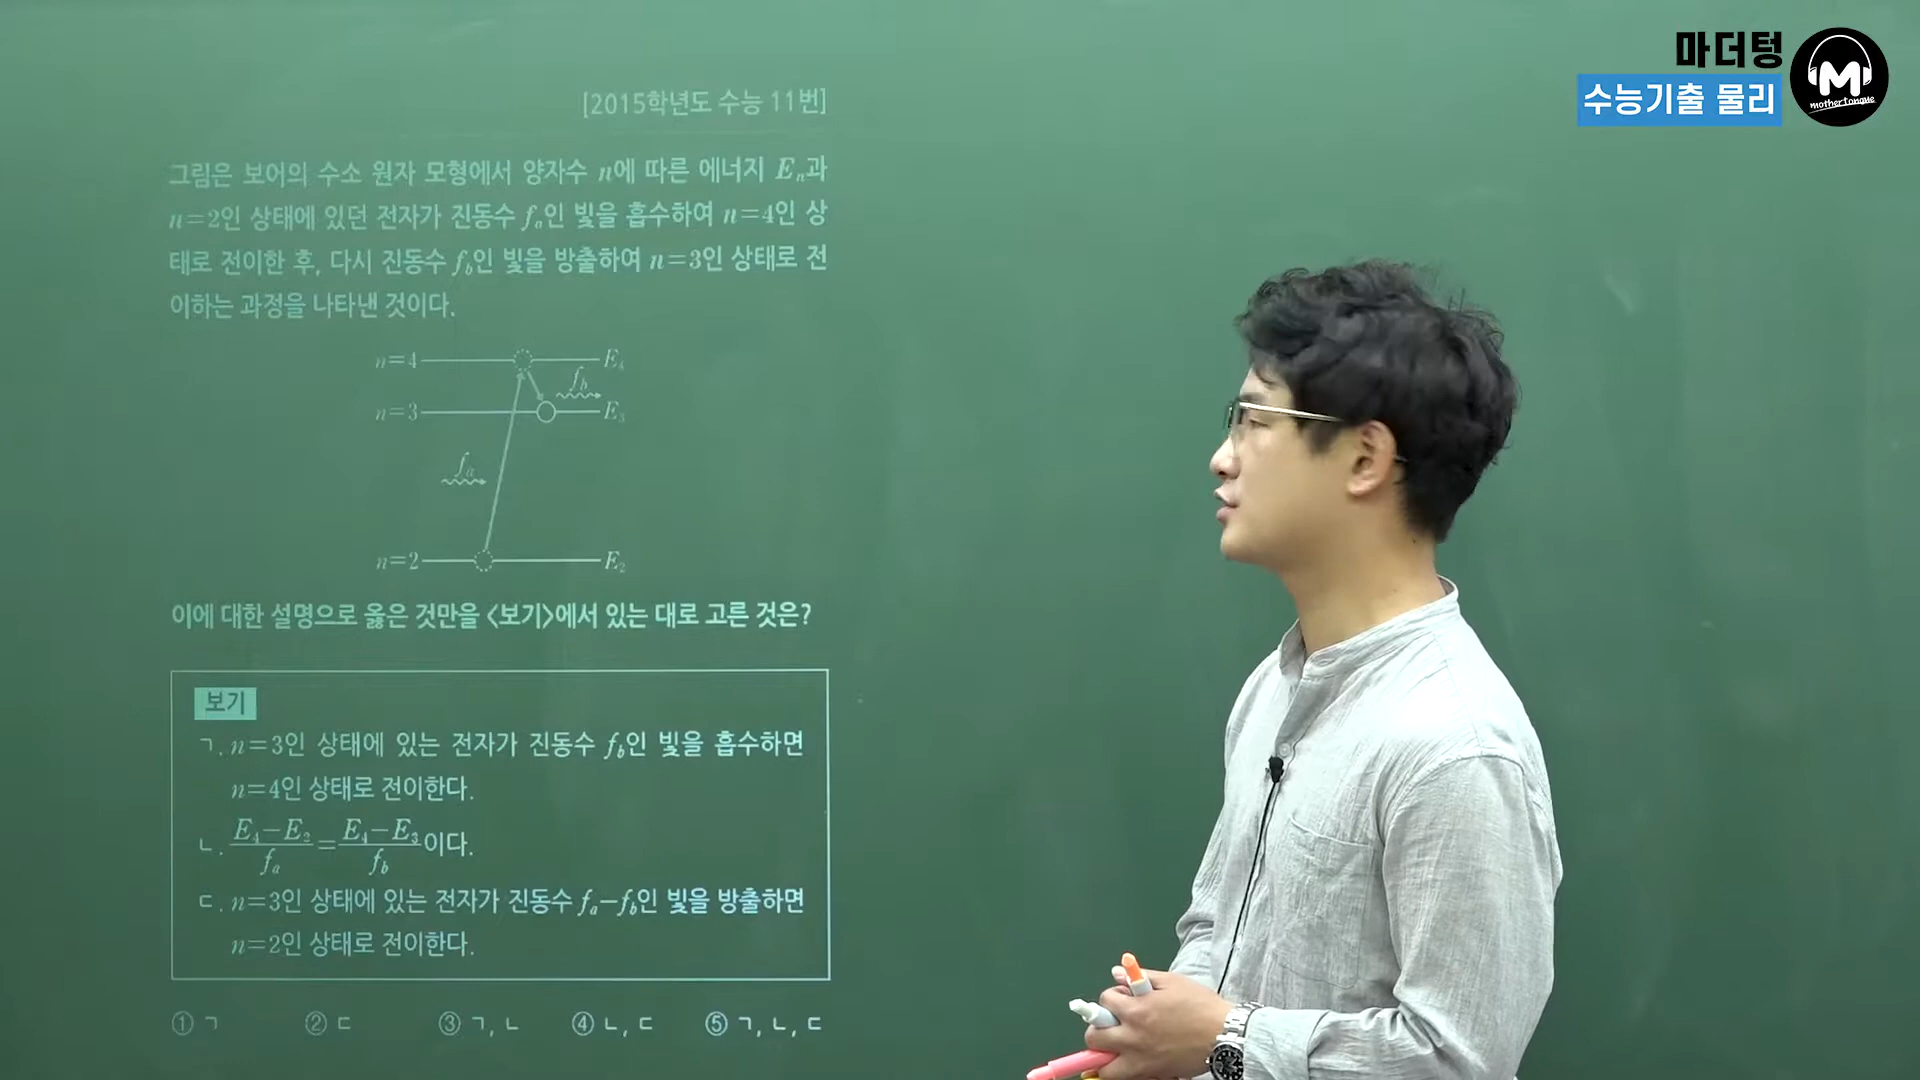 마더텅
수능기출 물리
M
mothertongue
[2015학년도 수능 11번]
그림은 보어의 수소 원자 모형에서 양자수 n에 따른 에너지 Eₙ과
n=2인 상태에 있던 전자가 진동수 fₐ인 빛을 흡수하여 n=4인 상
태로 전이한 후, 다시 진동수 f_b인 빛을 방출하여 n=3인 상태로 전
이하는 과정을 나타낸 것이다.
n=4 E₄
f_b
n=3 E₃
fₐ
n=2 E₂
이에 대한 설명으로 옳은 것만을 <보기>에서 있는 대로 고른 것은?
보기
ㄱ. n=3인 상태에 있는 전자가 진동수 f_b인 빛을 흡수하면
n=4인 상태로 전이한다.
ㄴ. (E₄-E₂)/fₐ = (E₄-E₃)/f_b 이다.
ㄷ. n=3인 상태에 있는 전자가 진동수 fₐ-f_b인 빛을 방출하면
n=2인 상태로 전이한다.
① ㄱ ② ㄷ ③ ㄱ, ㄴ ④ ㄴ, ㄷ ⑤ ㄱ, ㄴ, ㄷ